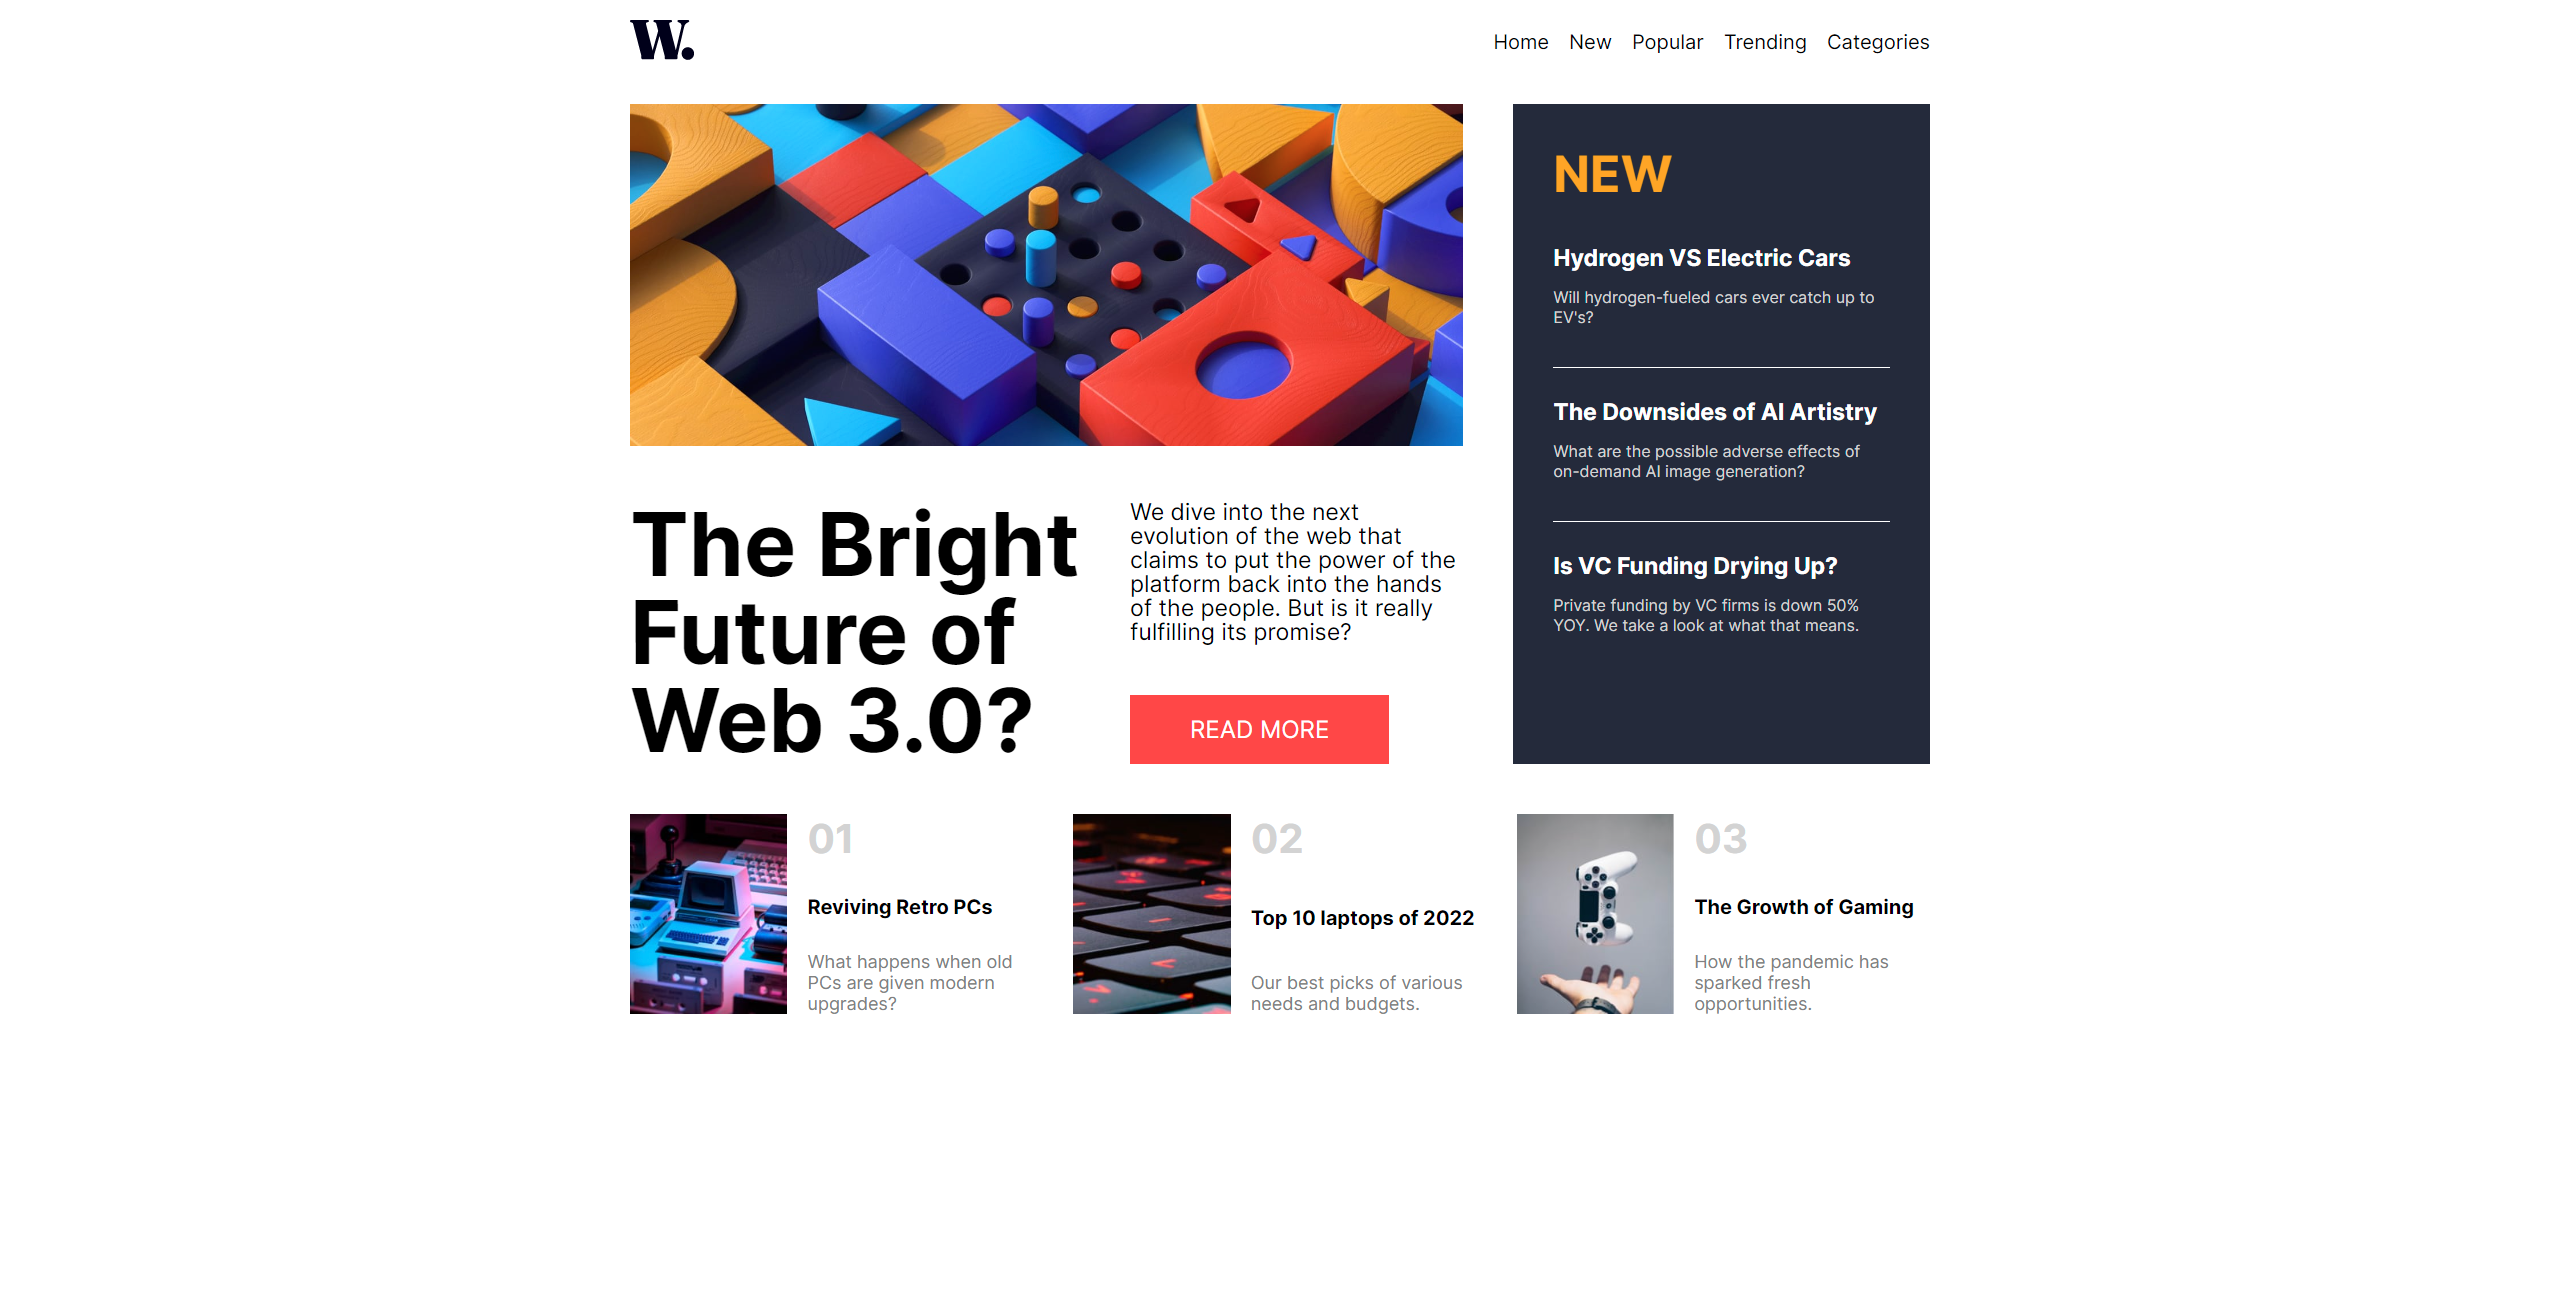 W.
Home New Popular Trending Categories
The Bright
Future of
Web 3.0?
We dive into the next
evolution of the web that
claims to put the power of the
platform back into the hands
of the people. But is it really
fulfilling its promise?
READ MORE
NEW
Hydrogen VS Electric Cars
Will hydrogen-fueled cars ever catch up to
EV's?
The Downsides of AI Artistry
What are the possible adverse effects of
on-demand AI image generation?
Is VC Funding Drying Up?
Private funding by VC firms is down 50%
YOY. We take a look at what that means.
01
Reviving Retro PCs
What happens when old
PCs are given modern
upgrades?
02
Top 10 laptops of 2022
Our best picks of various
needs and budgets.
03
The Growth of Gaming
How the pandemic has
sparked fresh
opportunities.